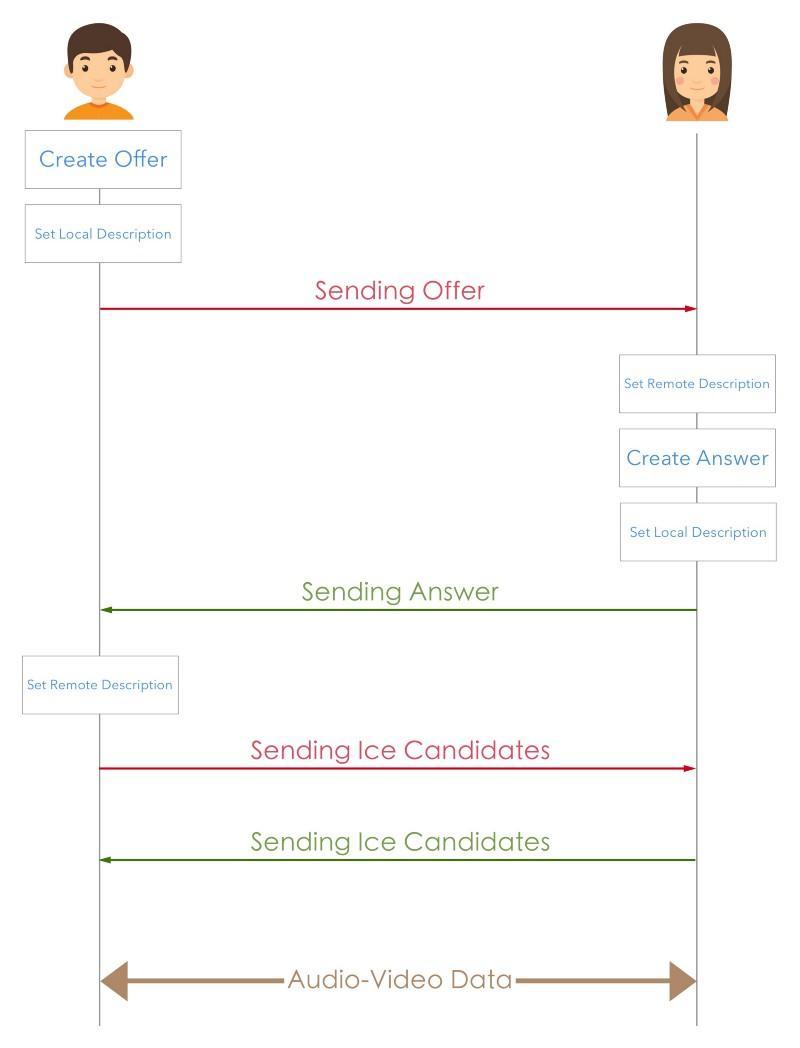 Create Offer
Set Local Description
Sending Offer
Set Remote Description
Create Answer
Set Local Description
Sending Answer
Set Remote Description
Sending Ice Candidates
Sending Ice Candidates
Audio-Video Data